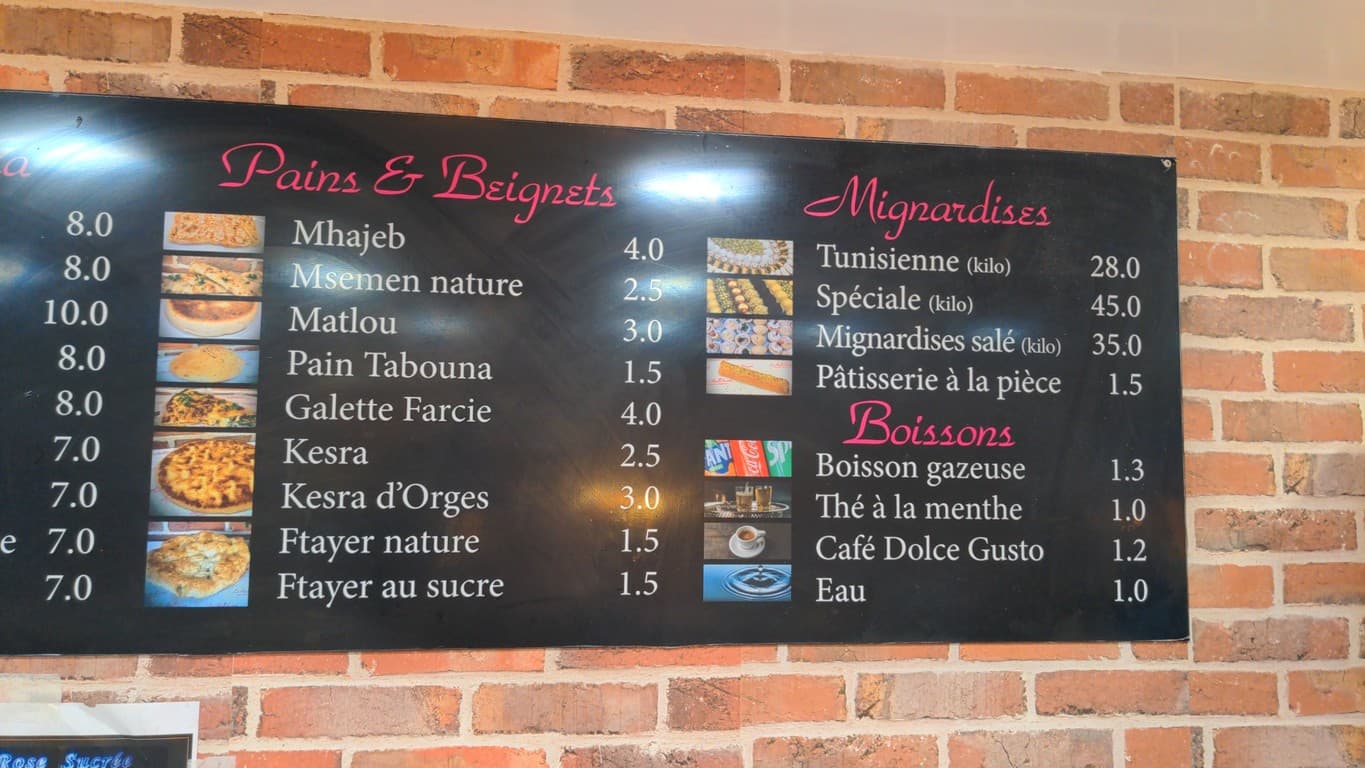 a
8.0
8.0
10.0
8.0
8.0
7.0
7.0
e 7.0
7.0
Pains & Beignets
Mhajeb 4.0
Msemen nature 2.5
Matlou 3.0
Pain Tabouna 1.5
Galette Farcie 4.0
Kesra 2.5
Kesra d’Orges 3.0
Ftayer nature 1.5
Ftayer au sucre 1.5
Mignardises
Tunisienne (kilo) 28.0
Spéciale (kilo) 45.0
Mignardises salé (kilo) 35.0
Pâtisserie à la pièce 1.5
Boissons
Boisson gazeuse 1.3
Thé à la menthe 1.0
Café Dolce Gusto 1.2
Eau 1.0
Rose Sucrée